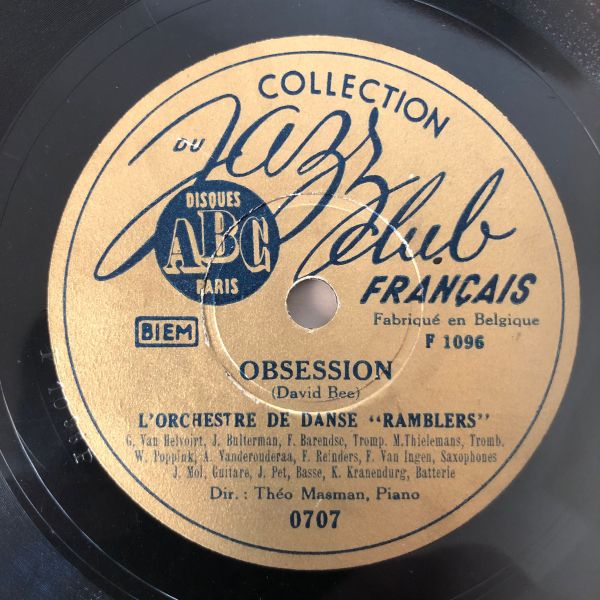 COLLECTION
DU Jazz Club
FRANÇAIS
DISQUES
ABC
PARIS
BIEM
Fabriqué en Belgique
F 1096
OBSESSION
(David Bee)
L'ORCHESTRE DE DANSE “RAMBLERS”
G. Van Helvoirt, J. Bulterman, F. Barendse, Tromp. M. Thielemans, Tromb.
W. Poppink, A. Vanderouderaa, F. Reinders, F. Van Ingen, Saxophones
J. Mol, Guitare, J. Pet, Basse, K. Kranendurg, Batterie
Dir. : Théo Masman, Piano
0707